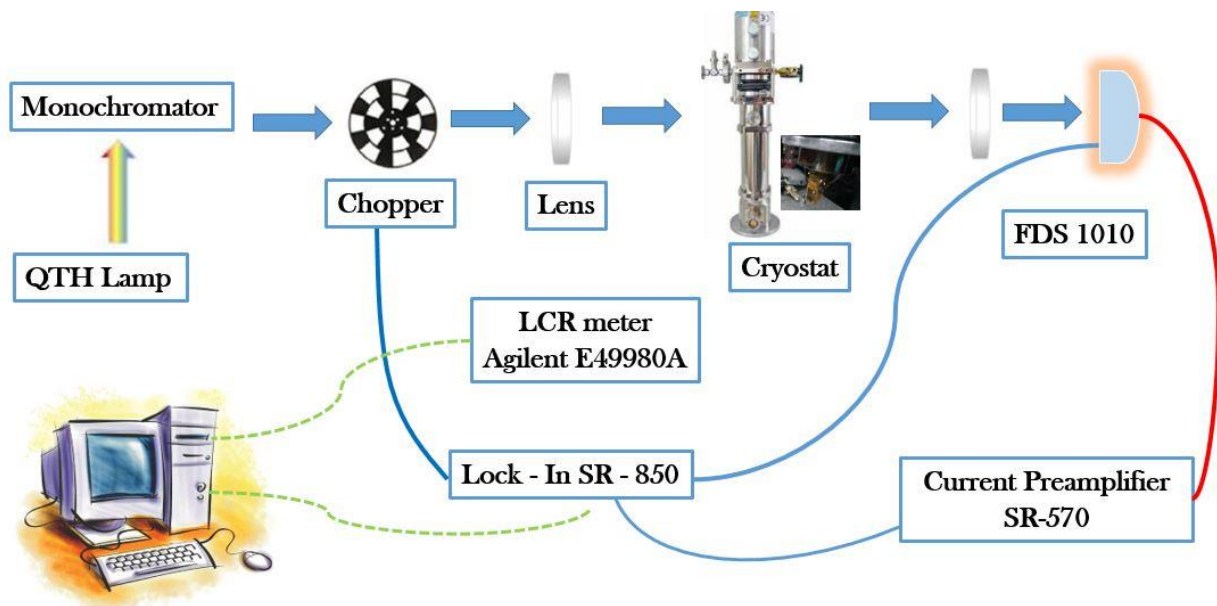 Monochromator
QTH Lamp
Chopper
Lens
Cryostat
FDS 1010
LCR meter
Agilent E49980A
Lock - In SR - 850
Current Preamplifier
SR-570